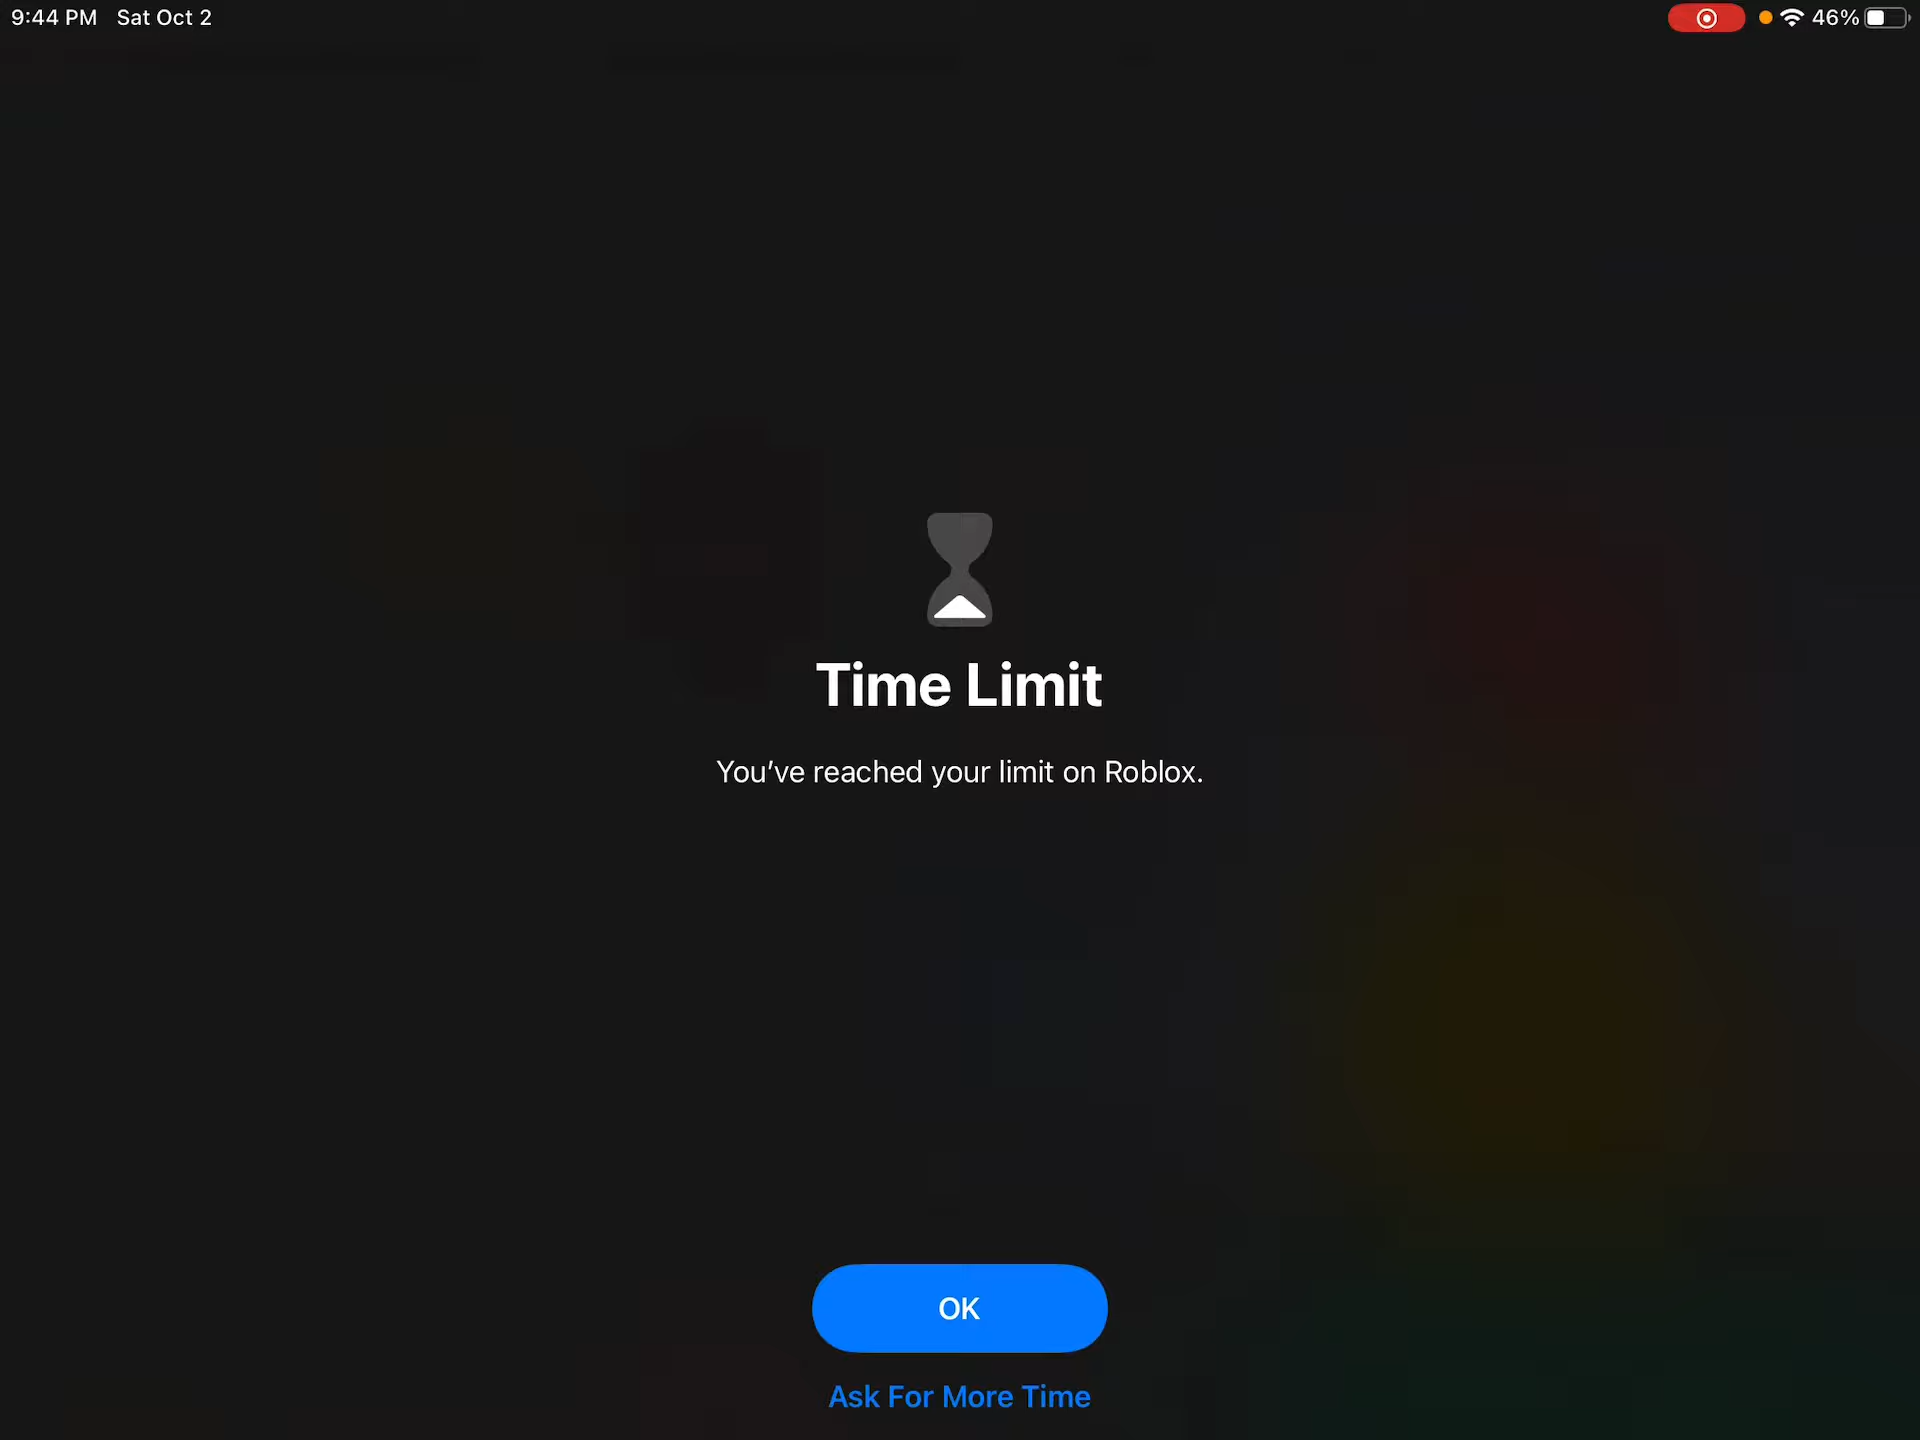 9:44 PM Sat Oct 2 46%
Time Limit
You’ve reached your limit on Roblox.
OK
Ask For More Time